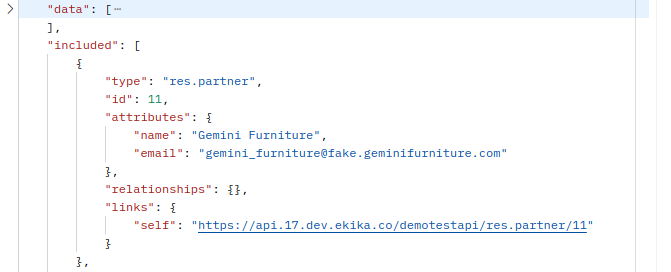 "data": [⋯
],
"included": [
{
"type": "res.partner",
"id": 11,
"attributes": {
"name": "Gemini Furniture",
"email": "gemini_furniture@fake.geminifurniture.com"
},
"relationships": {},
"links": {
"self": "https://api.17.dev.ekika.co/demotestapi/res.partner/11"
}
},